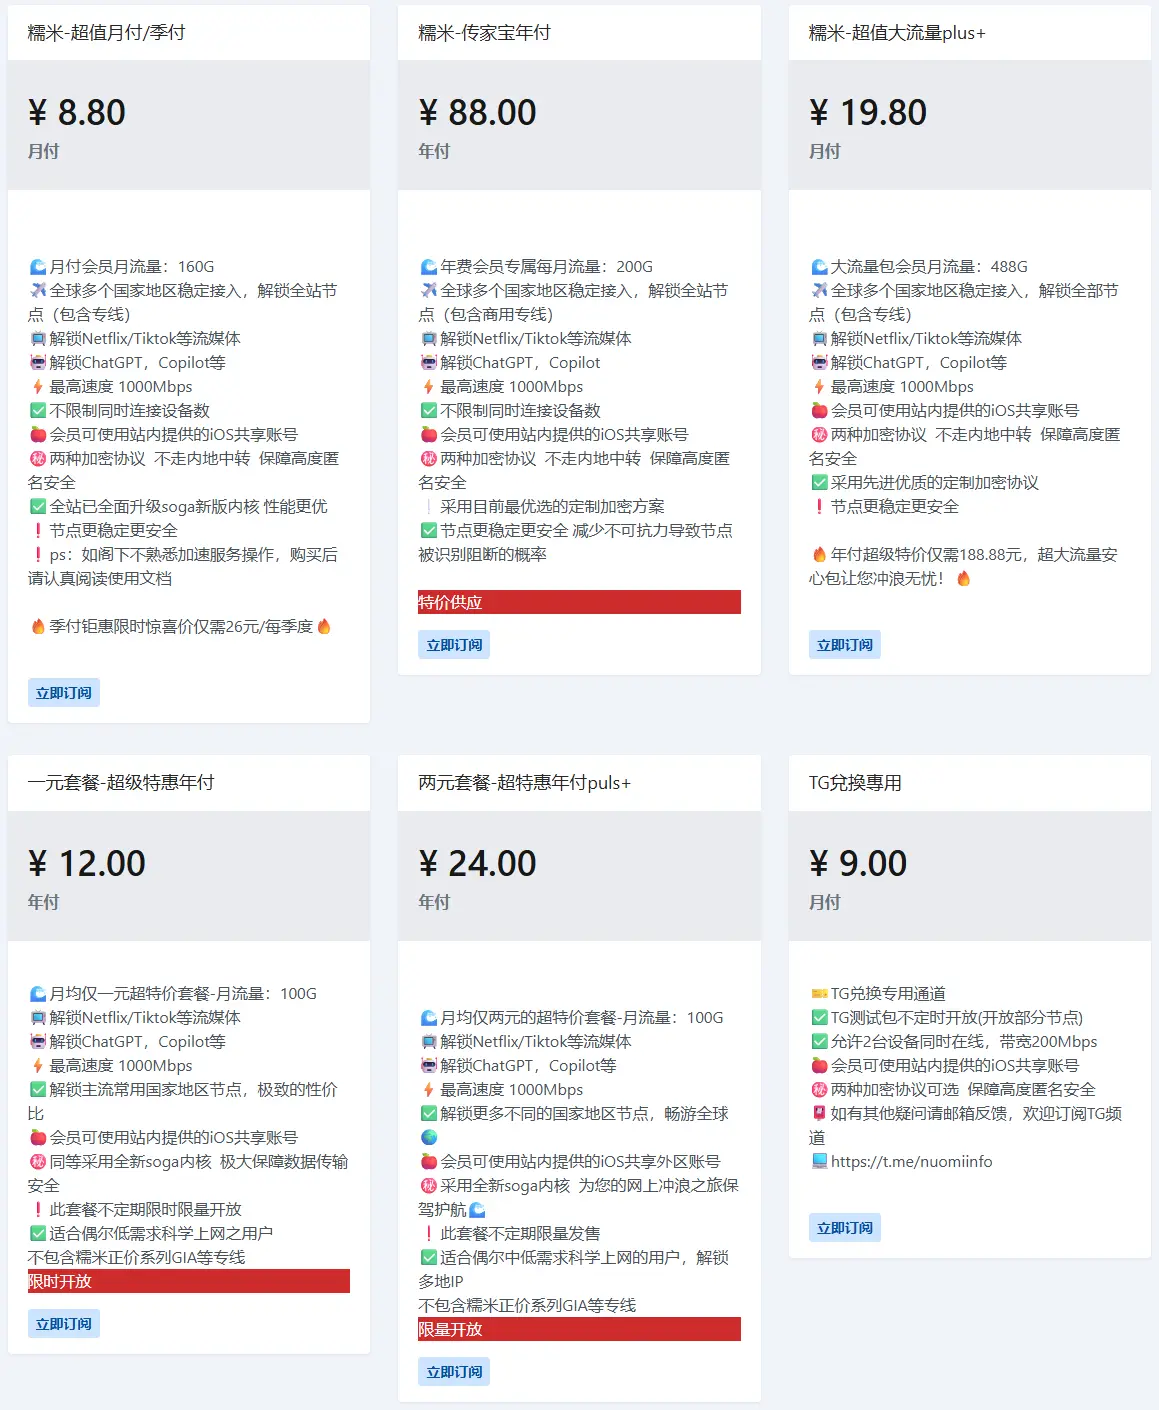 糯米-超值月付/季付
¥ 8.80
月付
🌊月付会员月流量：160G
✈️全球多个国家地区稳定接入，解锁全站节
点（包含专线）
📺解锁Netflix/Tiktok等流媒体
🤖解锁ChatGPT，Copilot等
⚡最高速度 1000Mbps
✅不限制同时连接设备数
🍎会员可使用站内提供的iOS共享账号
㊙️两种加密协议 不走内地中转 保障高度匿
名安全
✅全站已全面升级soga新版内核 性能更优
❗节点更稳定更安全
❗ps：如阁下不熟悉加速服务操作，购买后
请认真阅读使用文档
🔥季付钜惠限时惊喜价仅需26元/每季度🔥
立即订阅
糯米-传家宝年付
¥ 88.00
年付
🌊年费会员专属每月流量：200G
✈️全球多个国家地区稳定接入，解锁全站节
点（包含商用专线）
📺解锁Netflix/Tiktok等流媒体
🤖解锁ChatGPT，Copilot
⚡最高速度 1000Mbps
✅不限制同时连接设备数
🍎会员可使用站内提供的iOS共享账号
㊙️两种加密协议 不走内地中转 保障高度匿
名安全
❕采用目前最优选的定制加密方案
✅节点更稳定更安全 减少不可抗力导致节点
被识别阻断的概率
特价供应
立即订阅
糯米-超值大流量plus+
¥ 19.80
月付
🌊大流量包会员月流量：488G
✈️全球多个国家地区稳定接入，解锁全部节
点（包含专线）
📺解锁Netflix/Tiktok等流媒体
🤖解锁ChatGPT，Copilot等
⚡最高速度 1000Mbps
🍎会员可使用站内提供的iOS共享账号
㊙️两种加密协议 不走内地中转 保障高度匿
名安全
✅采用先进优质的定制加密协议
❗节点更稳定更安全
🔥年付超级特价仅需188.88元，超大流量安
心包让您冲浪无忧！🔥
立即订阅
一元套餐-超级特惠年付
¥ 12.00
年付
🌊月均仅一元超特价套餐-月流量：100G
📺解锁Netflix/Tiktok等流媒体
🤖解锁ChatGPT，Copilot等
⚡最高速度 1000Mbps
✅解锁主流常用国家地区节点，极致的性价
比
🍎会员可使用站内提供的iOS共享账号
㊙️同等采用全新soga内核 极大保障数据传输
安全
❗此套餐不定期限时限量开放
✅适合偶尔低需求科学上网之用户
不包含糯米正价系列GIA等专线
限时开放
立即订阅
两元套餐-超特惠年付puls+
¥ 24.00
年付
🌊月均仅两元的超特价套餐-月流量：100G
📺解锁Netflix/Tiktok等流媒体
🤖解锁ChatGPT，Copilot等
⚡最高速度 1000Mbps
✅解锁更多不同的国家地区节点，畅游全球
🌏
🍎会员可使用站内提供的iOS共享外区账号
㊙️采用全新soga内核 为您的网上冲浪之旅保
驾护航🌊
❗此套餐不定期限量发售
✅适合偶尔中低需求科学上网的用户，解锁
多地IP
不包含糯米正价系列GIA等专线
限量开放
立即订阅
TG兌換專用
¥ 9.00
月付
🎫TG兑换专用通道
✅TG测试包不定时开放(开放部分节点)
✅允许2台设备同时在线，带宽200Mbps
🍎会员可使用站内提供的iOS共享账号
㊙️两种加密协议可选 保障高度匿名安全
📮如有其他疑问请邮箱反馈，欢迎订阅TG频
道
💻https://t.me/nuomiinfo
立即订阅